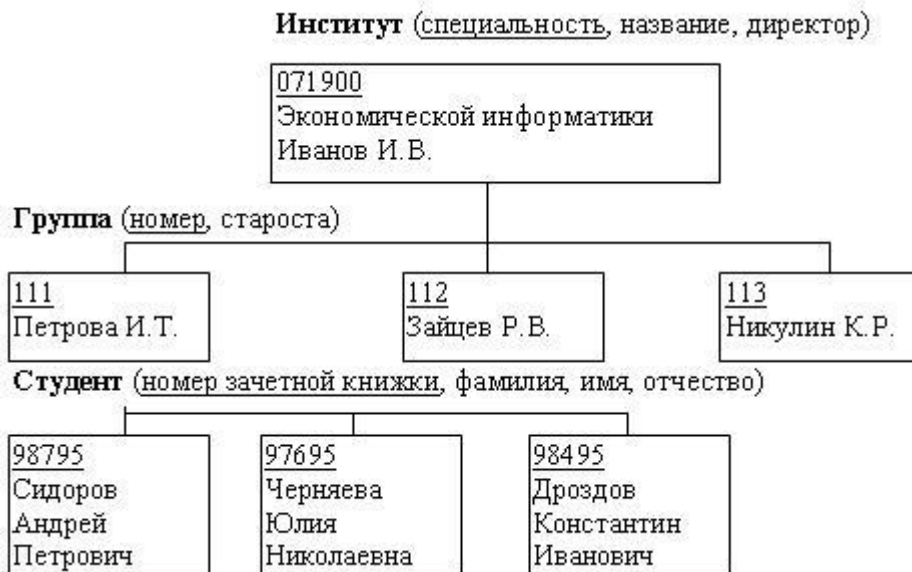 Институт (специальность, название, директор)
071900
Экономической информатики
Иванов И.В.
Группа (номер, староста)
111
Петрова И.Т.
112
Зайцев Р.В.
113
Никулин К.Р.
Студент (номер зачетной книжки, фамилия, имя, отчество)
98795
Сидоров
Андрей
Петрович
97695
Черняева
Юлия
Николаевна
98495
Дроздов
Константин
Иванович